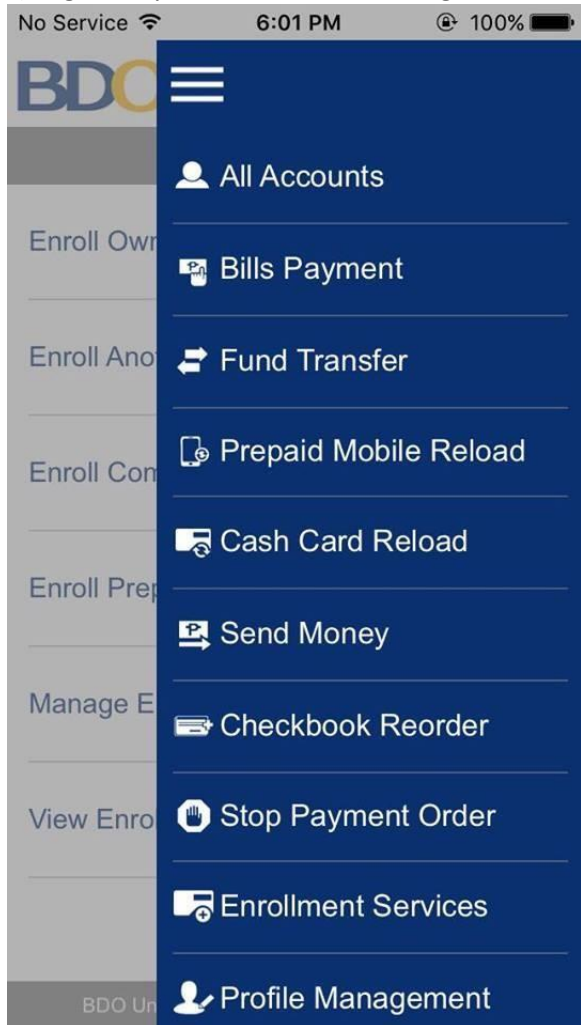 No Service 6:01 PM 100%
BDO
All Accounts
Bills Payment
Fund Transfer
Prepaid Mobile Reload
Cash Card Reload
Send Money
Checkbook Reorder
Stop Payment Order
Enrollment Services
Profile Management
Enroll Own
Enroll Ano
Enroll Com
Enroll Prep
Manage E
View Enrol
BDO Un